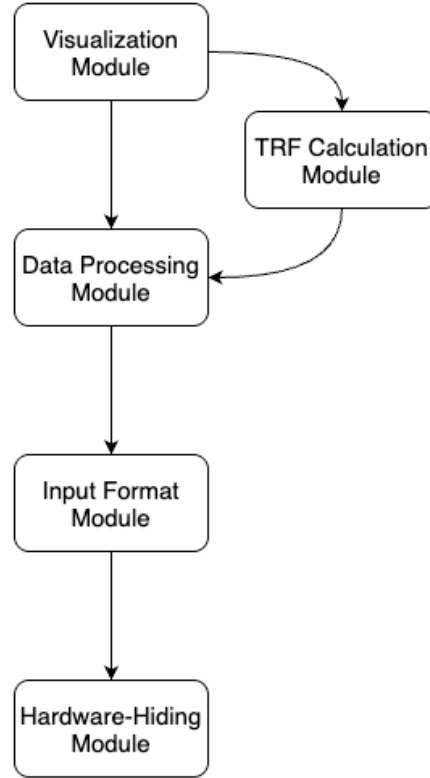 Visualization
Module
TRF Calculation
Module
Data Processing
Module
Input Format
Module
Hardware-Hiding
Module